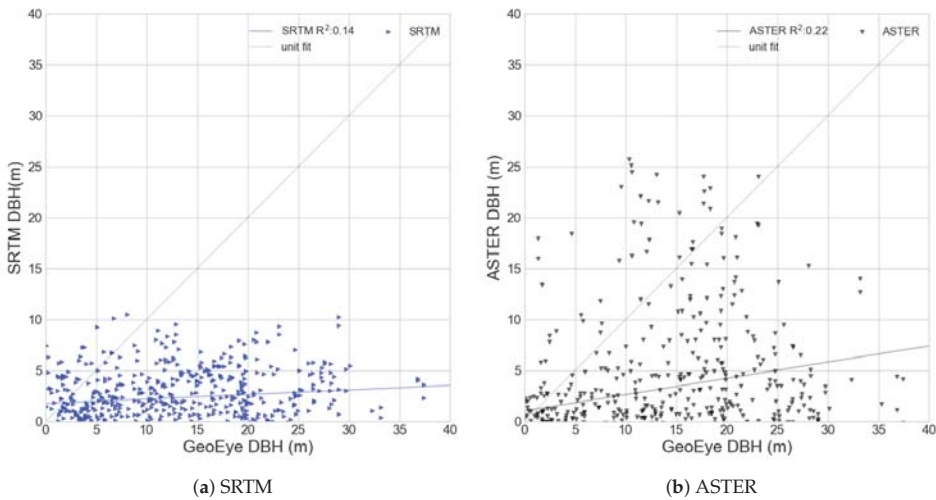 SRTM R²:0.14 SRTM
unit fit
40
35
30
25
20
15
10
5
0
SRTM DBH(m)
0 5 10 15 20 25 30 35 40
GeoEye DBH (m)
(a) SRTM
ASTER R²:0.22 ASTER
unit fit
40
35
30
25
20
15
10
5
0
ASTER DBH (m)
0 5 10 15 20 25 30 35 40
GeoEye DBH (m)
(b) ASTER